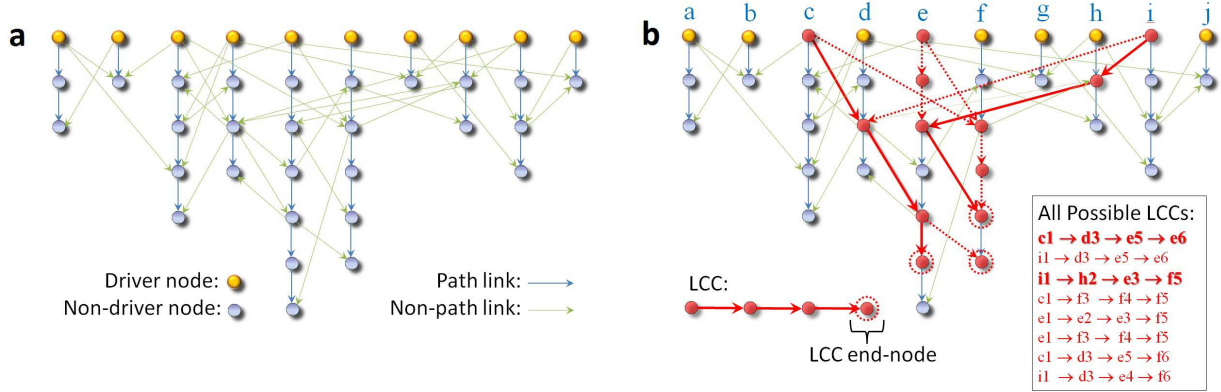 a
Driver node:
Non-driver node:
Path link:
Non-path link:
b
a b c d e f g h i j
LCC:
LCC end-node
All Possible LCCs:
c1 → d3 → e5 → e6
i1 → d3 → e5 → e6
i1 → h2 → e3 → f5
c1 → f3 → f4 → f5
e1 → e2 → e3 → f5
e1 → f3 → f4 → f5
c1 → d3 → e5 → f6
i1 → d3 → e4 → f6